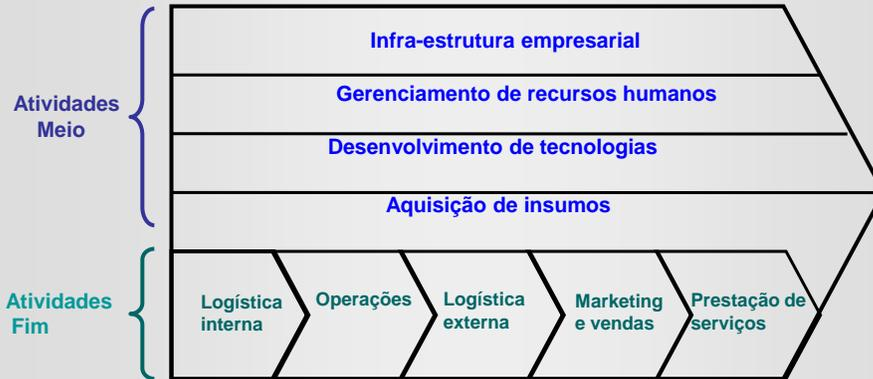 Infra-estrutura empresarial
Gerenciamento de recursos humanos
Atividades
Meio
Desenvolvimento de tecnologias
Aquisição de insumos
Atividades
Fim
Logística
interna
Operações
Logística
externa
Marketing
e vendas
Prestação de
serviços